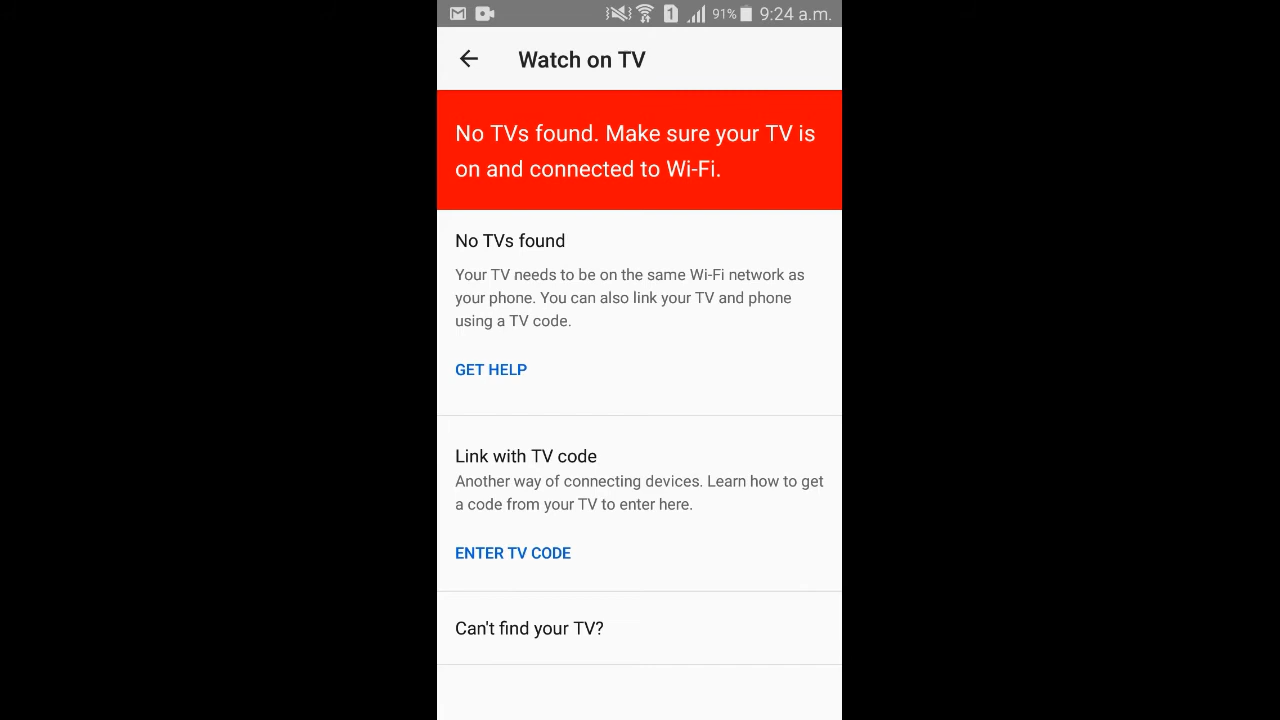 1 91% 9:24 a.m.
Watch on TV
No TVs found. Make sure your TV is
on and connected to Wi-Fi.
No TVs found
Your TV needs to be on the same Wi-Fi network as
your phone. You can also link your TV and phone
using a TV code.
GET HELP
Link with TV code
Another way of connecting devices. Learn how to get
a code from your TV to enter here.
ENTER TV CODE
Can't find your TV?